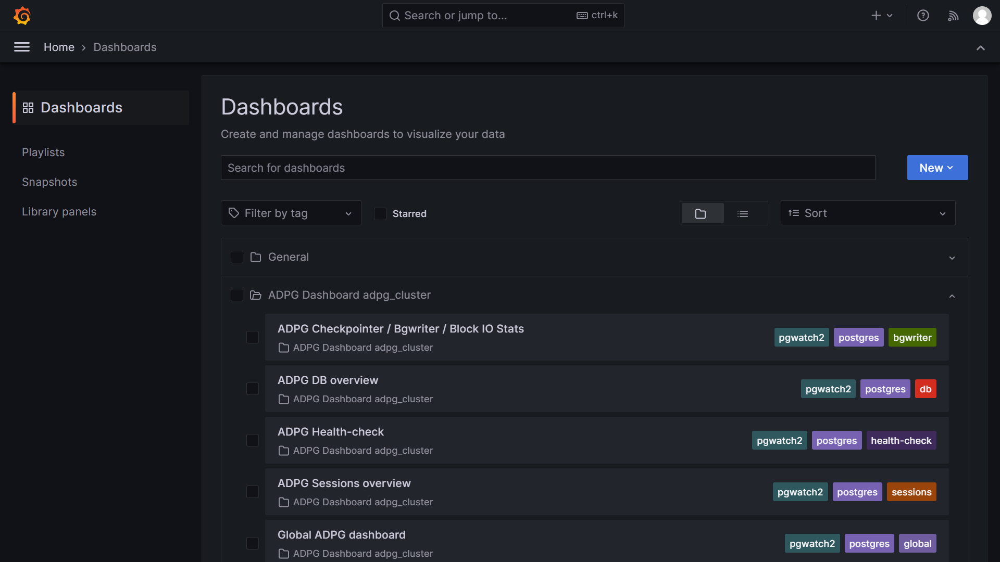 Search or jump to...
ctrl+k
Home
Dashboards
Dashboards
Playlists
Snapshots
Library panels
Dashboards
Create and manage dashboards to visualize your data
Search for dashboards
New
Filter by tag
Starred
Sort
General
ADPG Dashboard adpg_cluster
ADPG Checkpointer / Bgwriter / Block IO Stats
ADPG Dashboard adpg_cluster
pgwatch2 postgres bgwriter
ADPG DB overview
ADPG Dashboard adpg_cluster
pgwatch2 postgres db
ADPG Health-check
ADPG Dashboard adpg_cluster
pgwatch2 postgres health-check
ADPG Sessions overview
ADPG Dashboard adpg_cluster
pgwatch2 postgres sessions
Global ADPG dashboard
ADPG Dashboard adpg_cluster
pgwatch2 postgres global